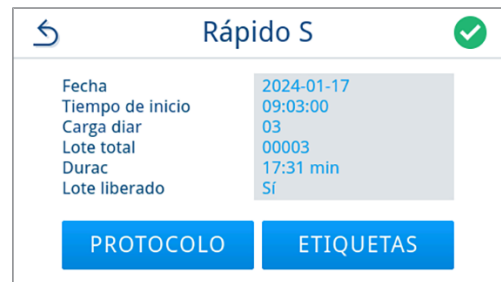 Rápido S
Fecha 2024-01-17
Tiempo de inicio 09:03:00
Carga diar 03
Lote total 00003
Durac 17:31 min
Lote liberado Sí
PROTOCOLO ETIQUETAS